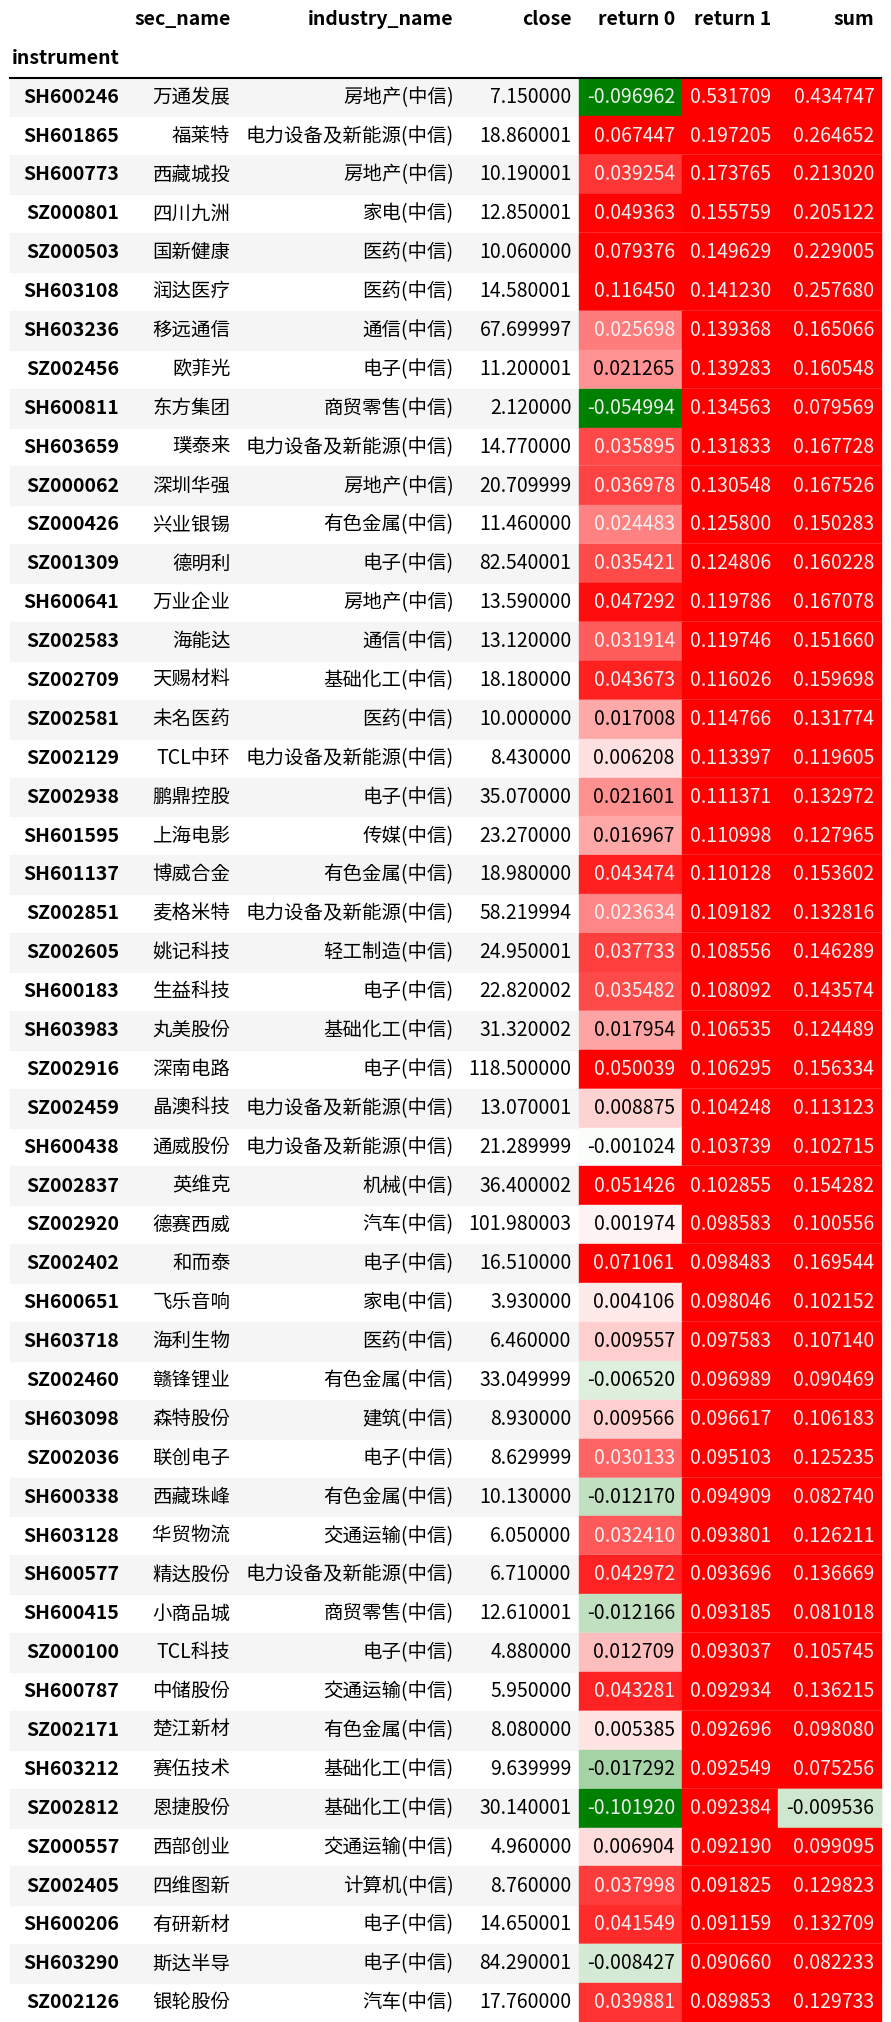 sec_name industry_name close return 0 return 1 sum
instrument
SH600246 万通发展 房地产(中信) 7.150000 -0.096962 0.531709 0.434747
SH601865 福莱特 电力设备及新能源(中信) 18.860001 0.067447 0.197205 0.264652
SH600773 西藏城投 房地产(中信) 10.190001 0.039254 0.173765 0.213020
SZ000801 四川九洲 家电(中信) 12.850001 0.049363 0.155759 0.205122
SZ000503 国新健康 医药(中信) 10.060000 0.079376 0.149629 0.229005
SH603108 润达医疗 医药(中信) 14.580001 0.116450 0.141230 0.257680
SH603236 移远通信 通信(中信) 67.699997 0.025698 0.139368 0.165066
SZ002456 欧菲光 电子(中信) 11.200001 0.021265 0.139283 0.160548
SH600811 东方集团 商贸零售(中信) 2.120000 -0.054994 0.134563 0.079569
SH603659 璞泰来 电力设备及新能源(中信) 14.770000 0.035895 0.131833 0.167728
SZ000062 深圳华强 房地产(中信) 20.709999 0.036978 0.130548 0.167526
SZ000426 兴业银锡 有色金属(中信) 11.460000 0.024483 0.125800 0.150283
SZ001309 德明利 电子(中信) 82.540001 0.035421 0.124806 0.160228
SH600641 万业企业 房地产(中信) 13.590000 0.047292 0.119786 0.167078
SZ002583 海能达 通信(中信) 13.120000 0.031914 0.119746 0.151660
SZ002709 天赐材料 基础化工(中信) 18.180000 0.043673 0.116026 0.159698
SZ002581 未名医药 医药(中信) 10.000000 0.017008 0.114766 0.131774
SZ002129 TCL中环 电力设备及新能源(中信) 8.430000 0.006208 0.113397 0.119605
SZ002938 鹏鼎控股 电子(中信) 35.070000 0.021601 0.111371 0.132972
SH601595 上海电影 传媒(中信) 23.270000 0.016967 0.110998 0.127965
SH601137 博威合金 有色金属(中信) 18.980000 0.043474 0.110128 0.153602
SZ002851 麦格米特 电力设备及新能源(中信) 58.219994 0.023634 0.109182 0.132816
SZ002605 姚记科技 轻工制造(中信) 24.950001 0.037733 0.108556 0.146289
SH600183 生益科技 电子(中信) 22.820002 0.035482 0.108092 0.143574
SH603983 丸美股份 基础化工(中信) 31.320002 0.017954 0.106535 0.124489
SZ002916 深南电路 电子(中信) 118.500000 0.050039 0.106295 0.156334
SZ002459 晶澳科技 电力设备及新能源(中信) 13.070001 0.008875 0.104248 0.113123
SH600438 通威股份 电力设备及新能源(中信) 21.289999 -0.001024 0.103739 0.102715
SZ002837 英维克 机械(中信) 36.400002 0.051426 0.102855 0.154282
SZ002920 德赛西威 汽车(中信) 101.980003 0.001974 0.098583 0.100556
SZ002402 和而泰 电子(中信) 16.510000 0.071061 0.098483 0.169544
SH600651 飞乐音响 家电(中信) 3.930000 0.004106 0.098046 0.102152
SH603718 海利生物 医药(中信) 6.460000 0.009557 0.097583 0.107140
SZ002460 赣锋锂业 有色金属(中信) 33.049999 -0.006520 0.096989 0.090469
SH603098 森特股份 建筑(中信) 8.930000 0.009566 0.096617 0.106183
SZ002036 联创电子 电子(中信) 8.629999 0.030133 0.095103 0.125235
SH600338 西藏珠峰 有色金属(中信) 10.130000 -0.012170 0.094909 0.082740
SH603128 华贸物流 交通运输(中信) 6.050000 0.032410 0.093801 0.126211
SH600577 精达股份 电力设备及新能源(中信) 6.710000 0.042972 0.093696 0.136669
SH600415 小商品城 商贸零售(中信) 12.610001 -0.012166 0.093185 0.081018
SZ000100 TCL科技 电子(中信) 4.880000 0.012709 0.093037 0.105745
SH600787 中储股份 交通运输(中信) 5.950000 0.043281 0.092934 0.136215
SZ002171 楚江新材 有色金属(中信) 8.080000 0.005385 0.092696 0.098080
SH603212 赛伍技术 基础化工(中信) 9.639999 -0.017292 0.092549 0.075256
SZ002812 恩捷股份 基础化工(中信) 30.140001 -0.101920 0.092384 -0.009536
SZ000557 西部创业 交通运输(中信) 4.960000 0.006904 0.092190 0.099095
SZ002405 四维图新 计算机(中信) 8.760000 0.037998 0.091825 0.129823
SH600206 有研新材 电子(中信) 14.650001 0.041549 0.091159 0.132709
SH603290 斯达半导 电子(中信) 84.290001 -0.008427 0.090660 0.082233
SZ002126 银轮股份 汽车(中信) 17.760000 0.039881 0.089853 0.129733